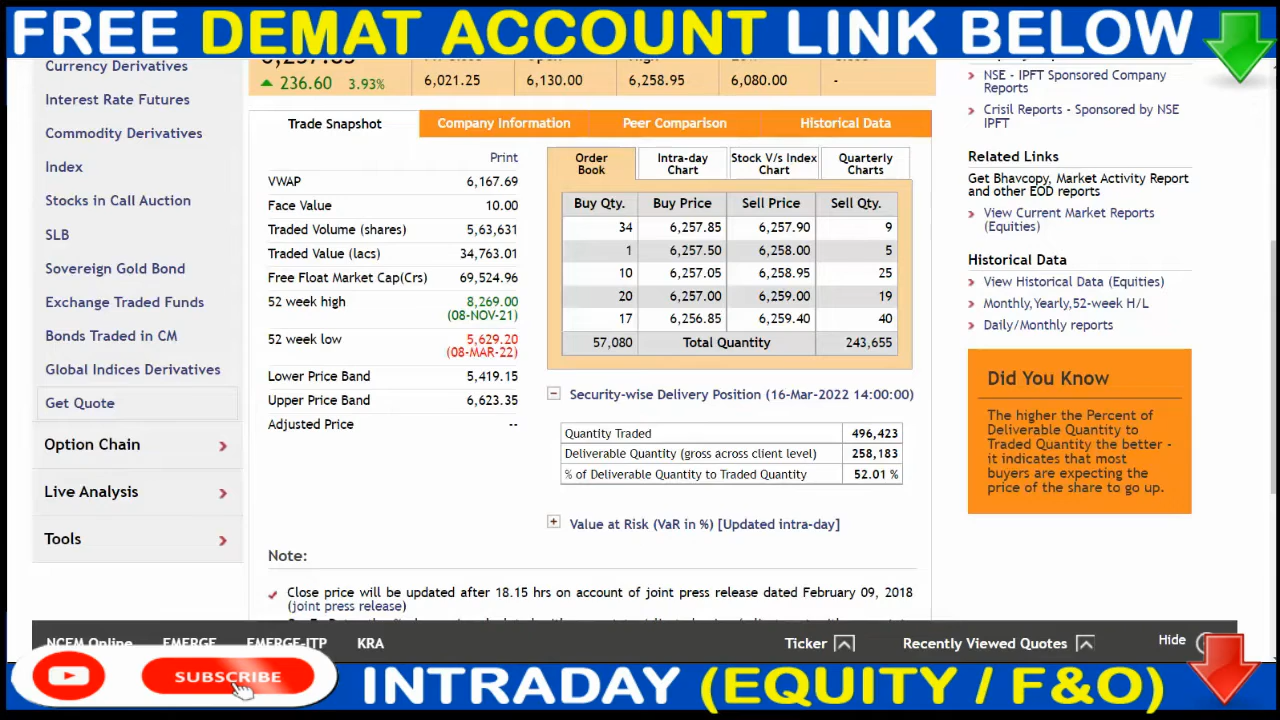 FREE DEMAT ACCOUNT LINK BELOW
236.60 3.93% 6,021.25 6,130.00 6,258.95 6,080.00 -
Currency Derivatives
Interest Rate Futures
Commodity Derivatives
Index
Stocks in Call Auction
SLB
Sovereign Gold Bond
Exchange Traded Funds
Bonds Traded in CM
Global Indices Derivatives
Get Quote
Option Chain
Live Analysis
Tools
Trade Snapshot Company Information Peer Comparison Historical Data
Print
VWAP 6,167.69
Face Value 10.00
Traded Volume (shares) 5,63,631
Traded Value (lacs) 34,763.01
Free Float Market Cap(Crs) 69,524.96
52 week high 8,269.00
(08-NOV-21)
52 week low 5,629.20
(08-MAR-22)
Lower Price Band 5,419.15
Upper Price Band 6,623.35
Adjusted Price --
Order Book
Intra-day Chart
Stock V/s Index Chart
Quarterly Charts
Buy Qty. Buy Price Sell Price Sell Qty.
34 6,257.85 6,257.90 9
1 6,257.50 6,258.00 5
10 6,257.05 6,258.95 25
20 6,257.00 6,259.00 19
17 6,256.85 6,259.40 40
57,080 Total Quantity 243,655
Security-wise Delivery Position (16-Mar-2022 14:00:00)
Quantity Traded 496,423
Deliverable Quantity (gross across client level) 258,183
% of Deliverable Quantity to Traded Quantity 52.01 %
Value at Risk (VaR in %) [Updated intra-day]
Note:
Close price will be updated after 18.15 hrs on account of joint press release dated February 09, 2018
(joint press release)
NSE - IPFT Sponsored Company
Reports
Crisil Reports - Sponsored by NSE
IPFT
Related Links
Get Bhavcopy, Market Activity Report
and other EOD reports
View Current Market Reports
(Equities)
Historical Data
View Historical Data (Equities)
Monthly,Yearly,52-week H/L
Daily/Monthly reports
Did You Know
The higher the Percent of
Deliverable Quantity to
Traded Quantity the better -
it indicates that most
buyers are expecting the
price of the share to go up.
NCFM Online EMERGE EMERGE-ITP KRA Ticker Recently Viewed Quotes Hide
SUBSCRIBE
INTRADAY (EQUITY / F&O)